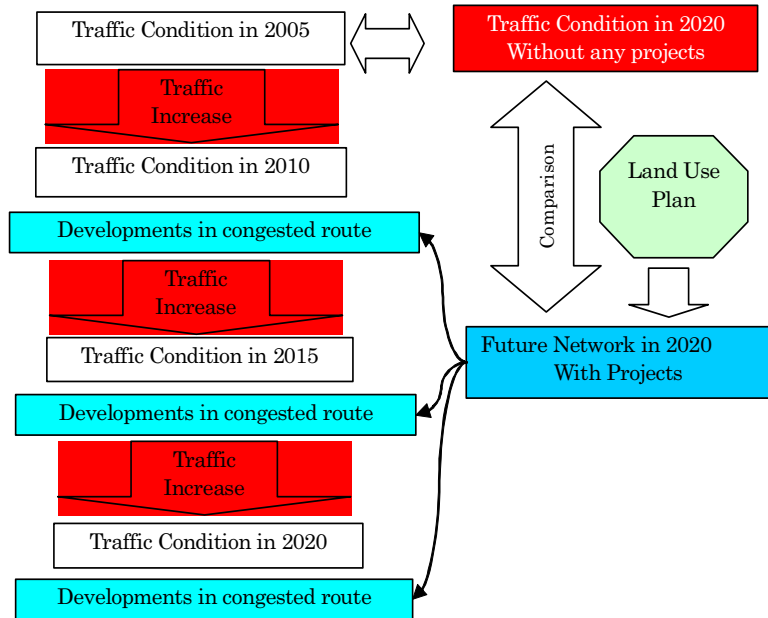 Traffic Condition in 2005
Traffic
Increase
Traffic Condition in 2010
Developments in congested route
Traffic
Increase
Traffic Condition in 2015
Developments in congested route
Traffic
Increase
Traffic Condition in 2020
Developments in congested route
Traffic Condition in 2020
Without any projects
Comparison
Land Use
Plan
Future Network in 2020
With Projects